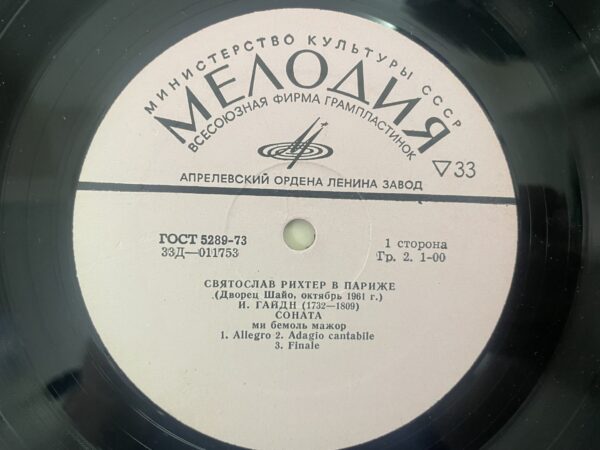 МИНИСТЕРСТВО КУЛЬТУРЫ СССР
МЕЛОДИЯ
ВСЕСОЮЗНАЯ ФИРМА ГРАМПЛАСТИНОК
▽33
АПРЕЛЕВСКИЙ ОРДЕНА ЛЕНИНА ЗАВОД
ГОСТ 5289-73
33Д—011753
1 сторона
Гр. 2. 1-00
СВЯТОСЛАВ РИХТЕР В ПАРИЖЕ
(Дворец Шайо, октябрь 1961 г.)
И. ГАЙДН (1732—1809)
СОНАТА
ми бемоль мажор
1. Allegro 2. Adagio cantabile
3. Finale